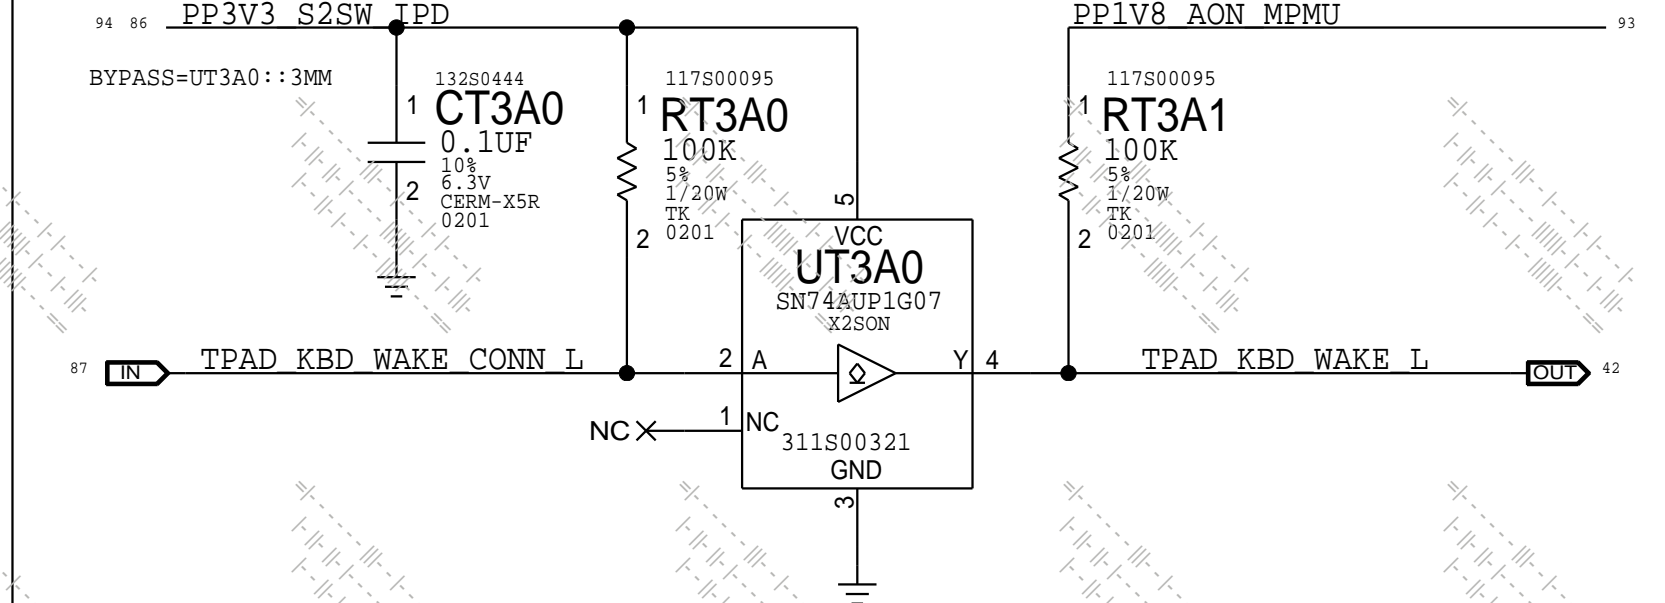 94 86 PP3V3_S2SW_IPD
PP1V8_AON_MPMU 93
BYPASS=UT3A0::3MM
132S0444
1 CT3A0
0.1UF
10%
6.3V
2 CERM-X5R
0201
117S00095
1 RT3A0
100K
5%
1/20W
TK
2 0201
117S00095
1 RT3A1
100K
5%
1/20W
TK
2 0201
5
VCC
UT3A0
SN74AUP1G07
X2SON
87 IN TPAD_KBD_WAKE_CONN_L 2 A Y 4 TPAD_KBD_WAKE_L OUT 42
NC 1 NC
311S00321
GND
3